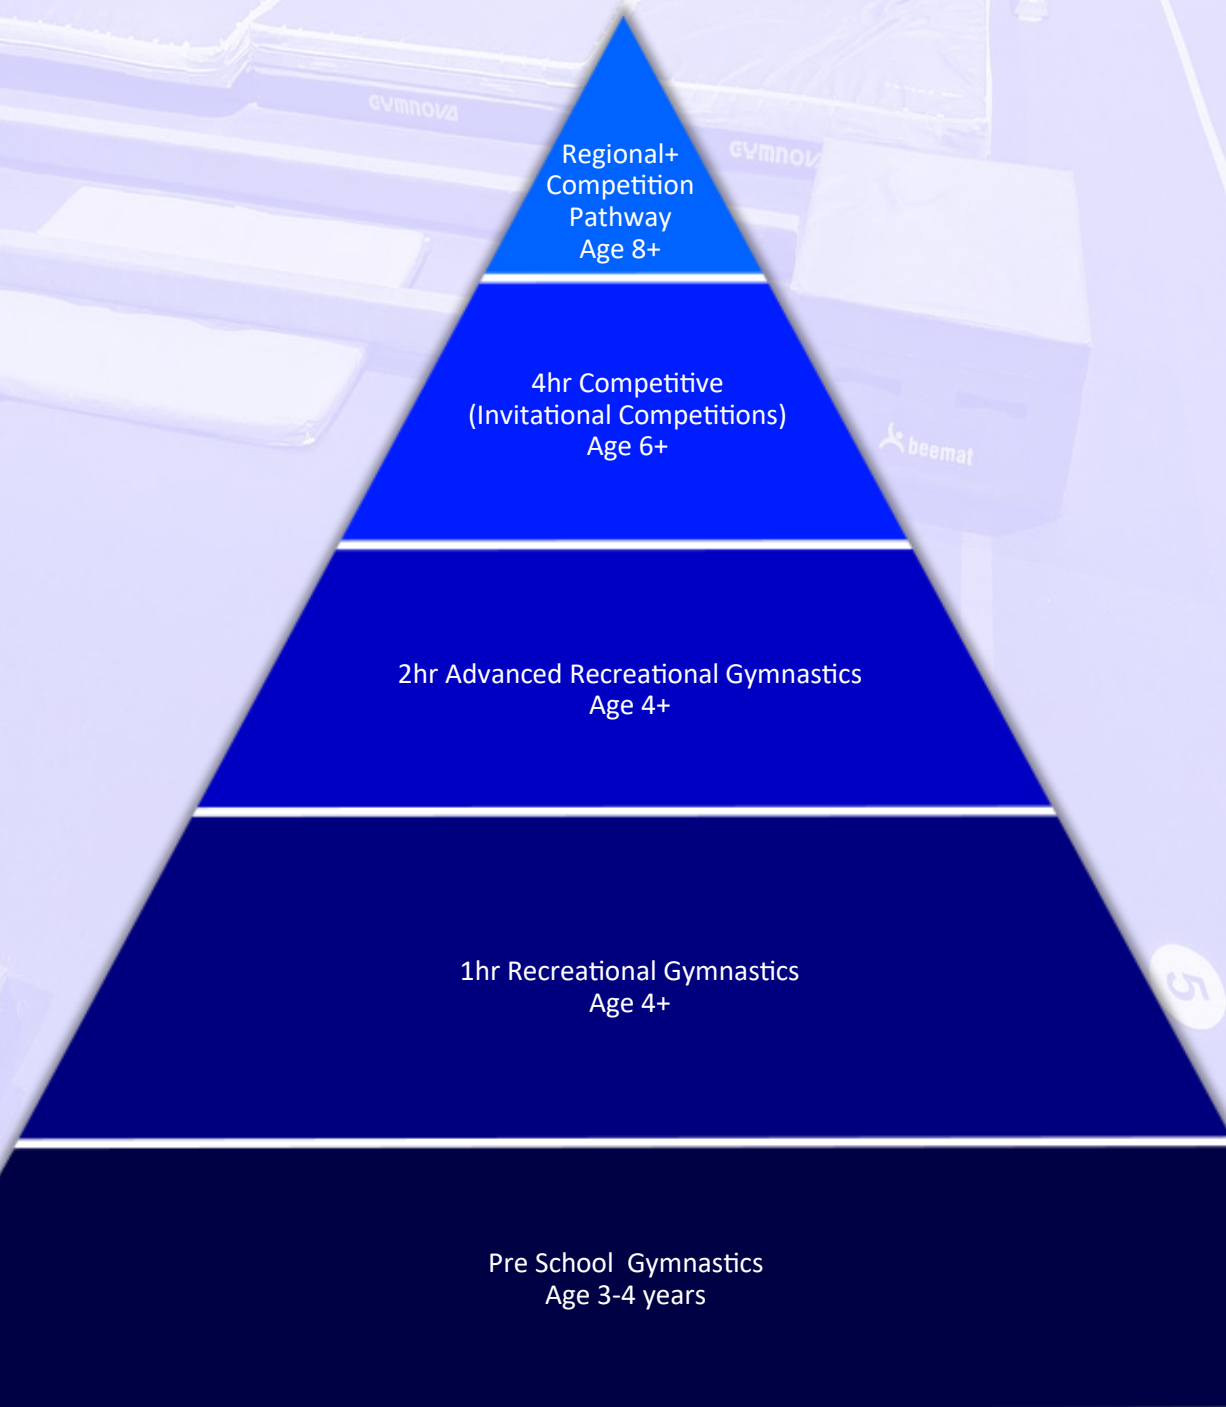 GYMNOVA
GYMNOV
Regional+
Competition
Pathway
Age 8+
4hr Competitive
(Invitational Competitions)
Age 6+
beemat
2hr Advanced Recreational Gymnastics
Age 4+
1hr Recreational Gymnastics
Age 4+
5
Pre School  Gymnastics
Age 3-4 years